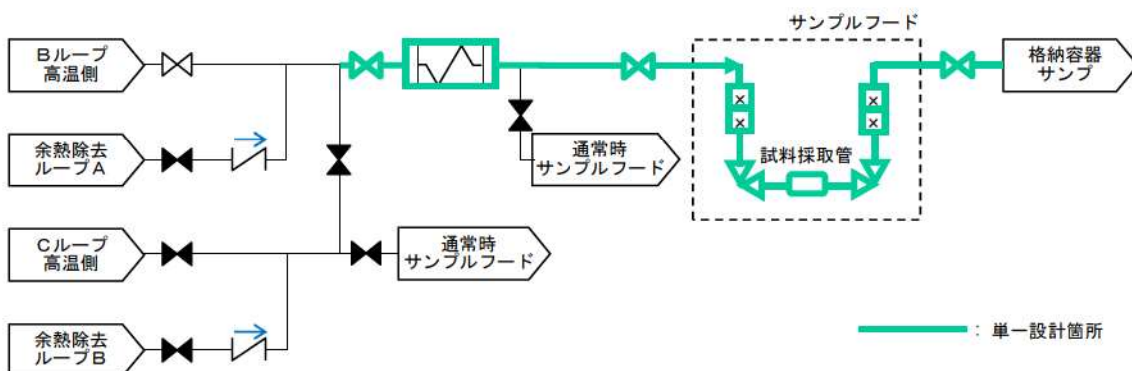 サンプルフード
Bループ
高温側
格納容器
サンプ
余熱除去
ループA
通常時
サンプルフード
試料採取管
Cループ
高温側
通常時
サンプルフード
余熱除去
ループB
：単一設計箇所